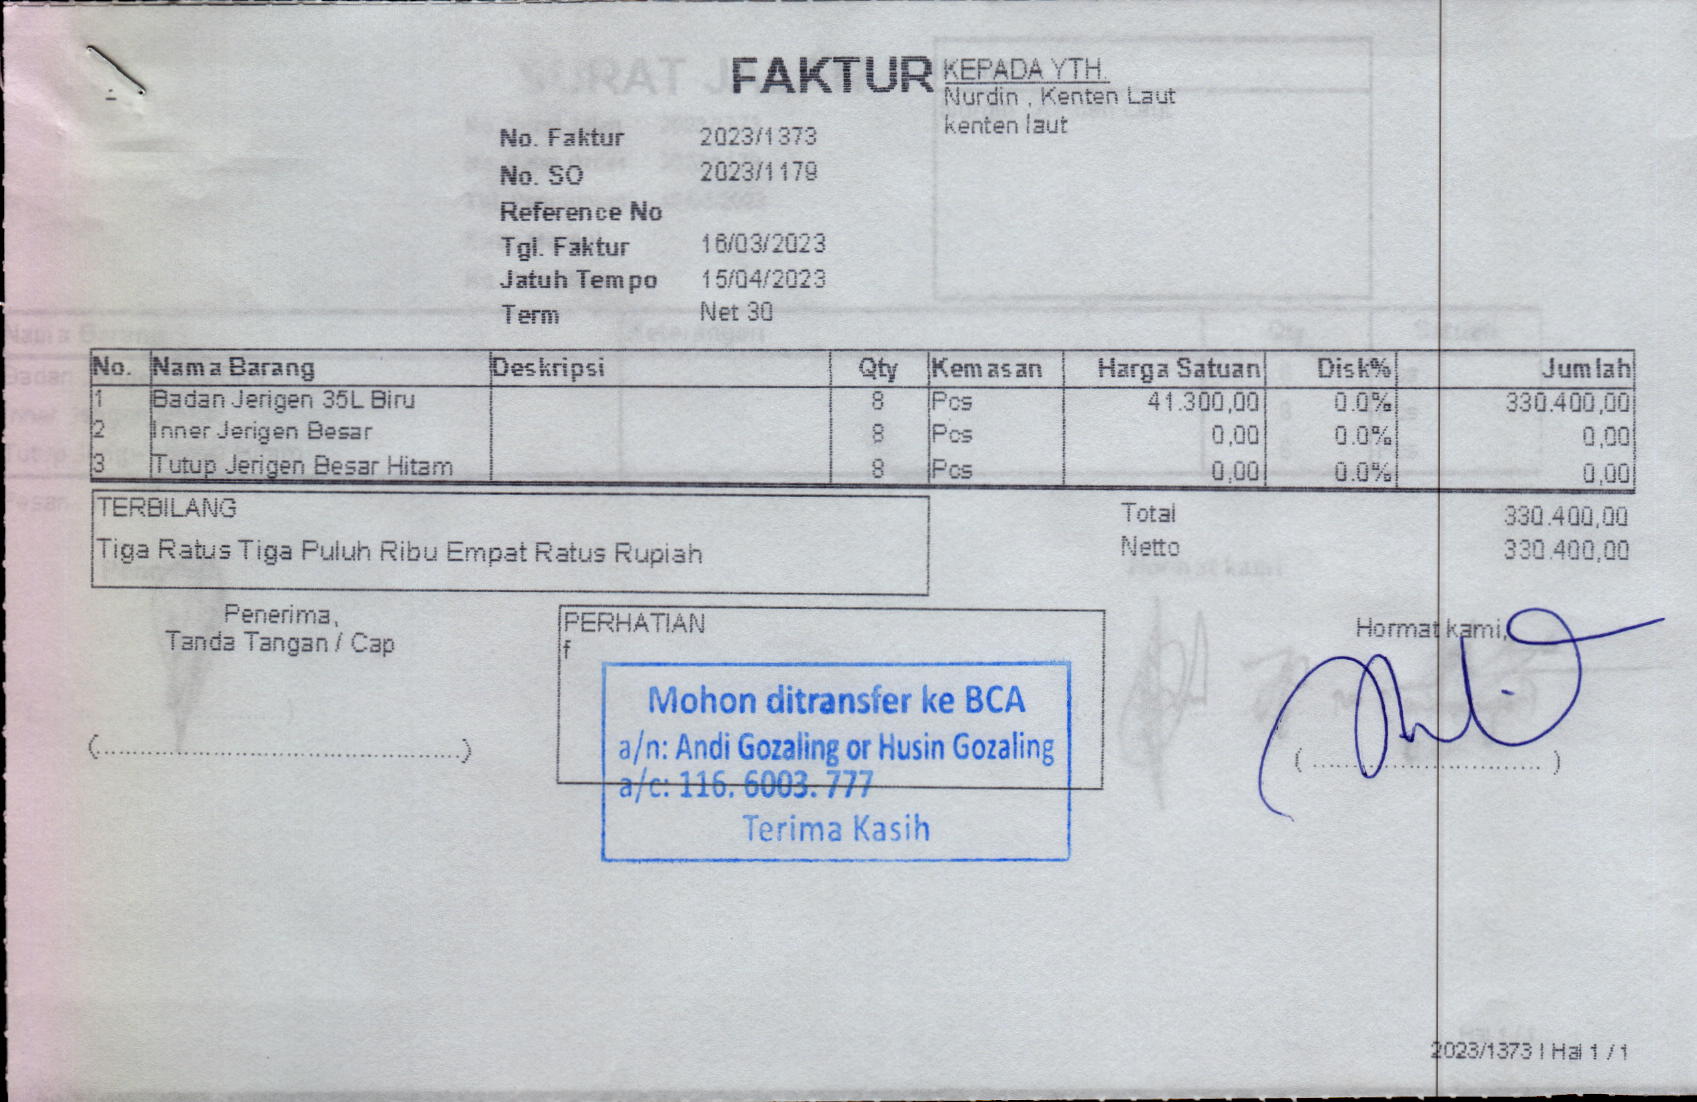 FAKTUR
KEPADA YTH.
Nurdin , Kenten Laut
kenten laut
No. Faktur 2023/1373
No. SO 2023/1179
Reference No
Tgl. Faktur 16/03/2023
Jatuh Tempo 15/04/2023
Term Net 30
No. Nama Barang Deskripsi Qty Kemasan Harga Satuan Disk% Jumlah
1 Badan Jerigen 35L Biru 8 Pcs 41.300,00 0.0% 330.400,00
2 Inner Jerigen Besar 8 Pcs 0,00 0.0% 0,00
3 Tutup Jerigen Besar Hitam 8 Pcs 0,00 0.0% 0,00
TERBILANG
Tiga Ratus Tiga Puluh Ribu Empat Ratus Rupiah
Total 330.400,00
Netto 330.400,00
Penerima,
Tanda Tangan / Cap
(....................................................)
PERHATIAN
f
Mohon ditransfer ke BCA
a/n: Andi Gozaling or Husin Gozaling
a/c: 116. 6003. 777
Terima Kasih
Hormat kami,
( ................................. )
2023/1373 | Hal 1 / 1